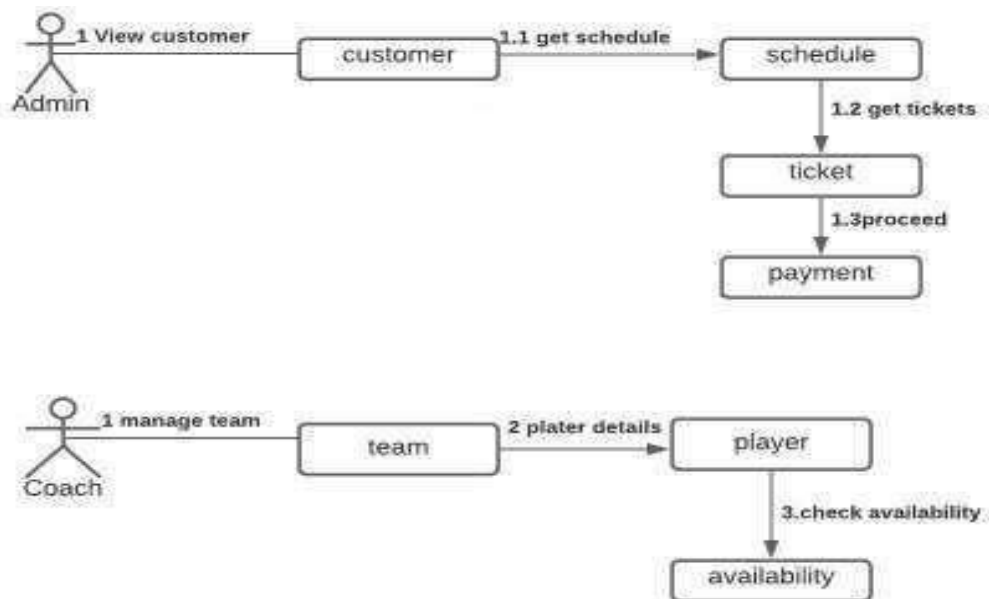 1 View customer
customer
1.1 get schedule
schedule
Admin
1.2 get tickets
ticket
1.3proceed
payment
1 manage team
team
2 plater details
player
Coach
3.check availability
availability